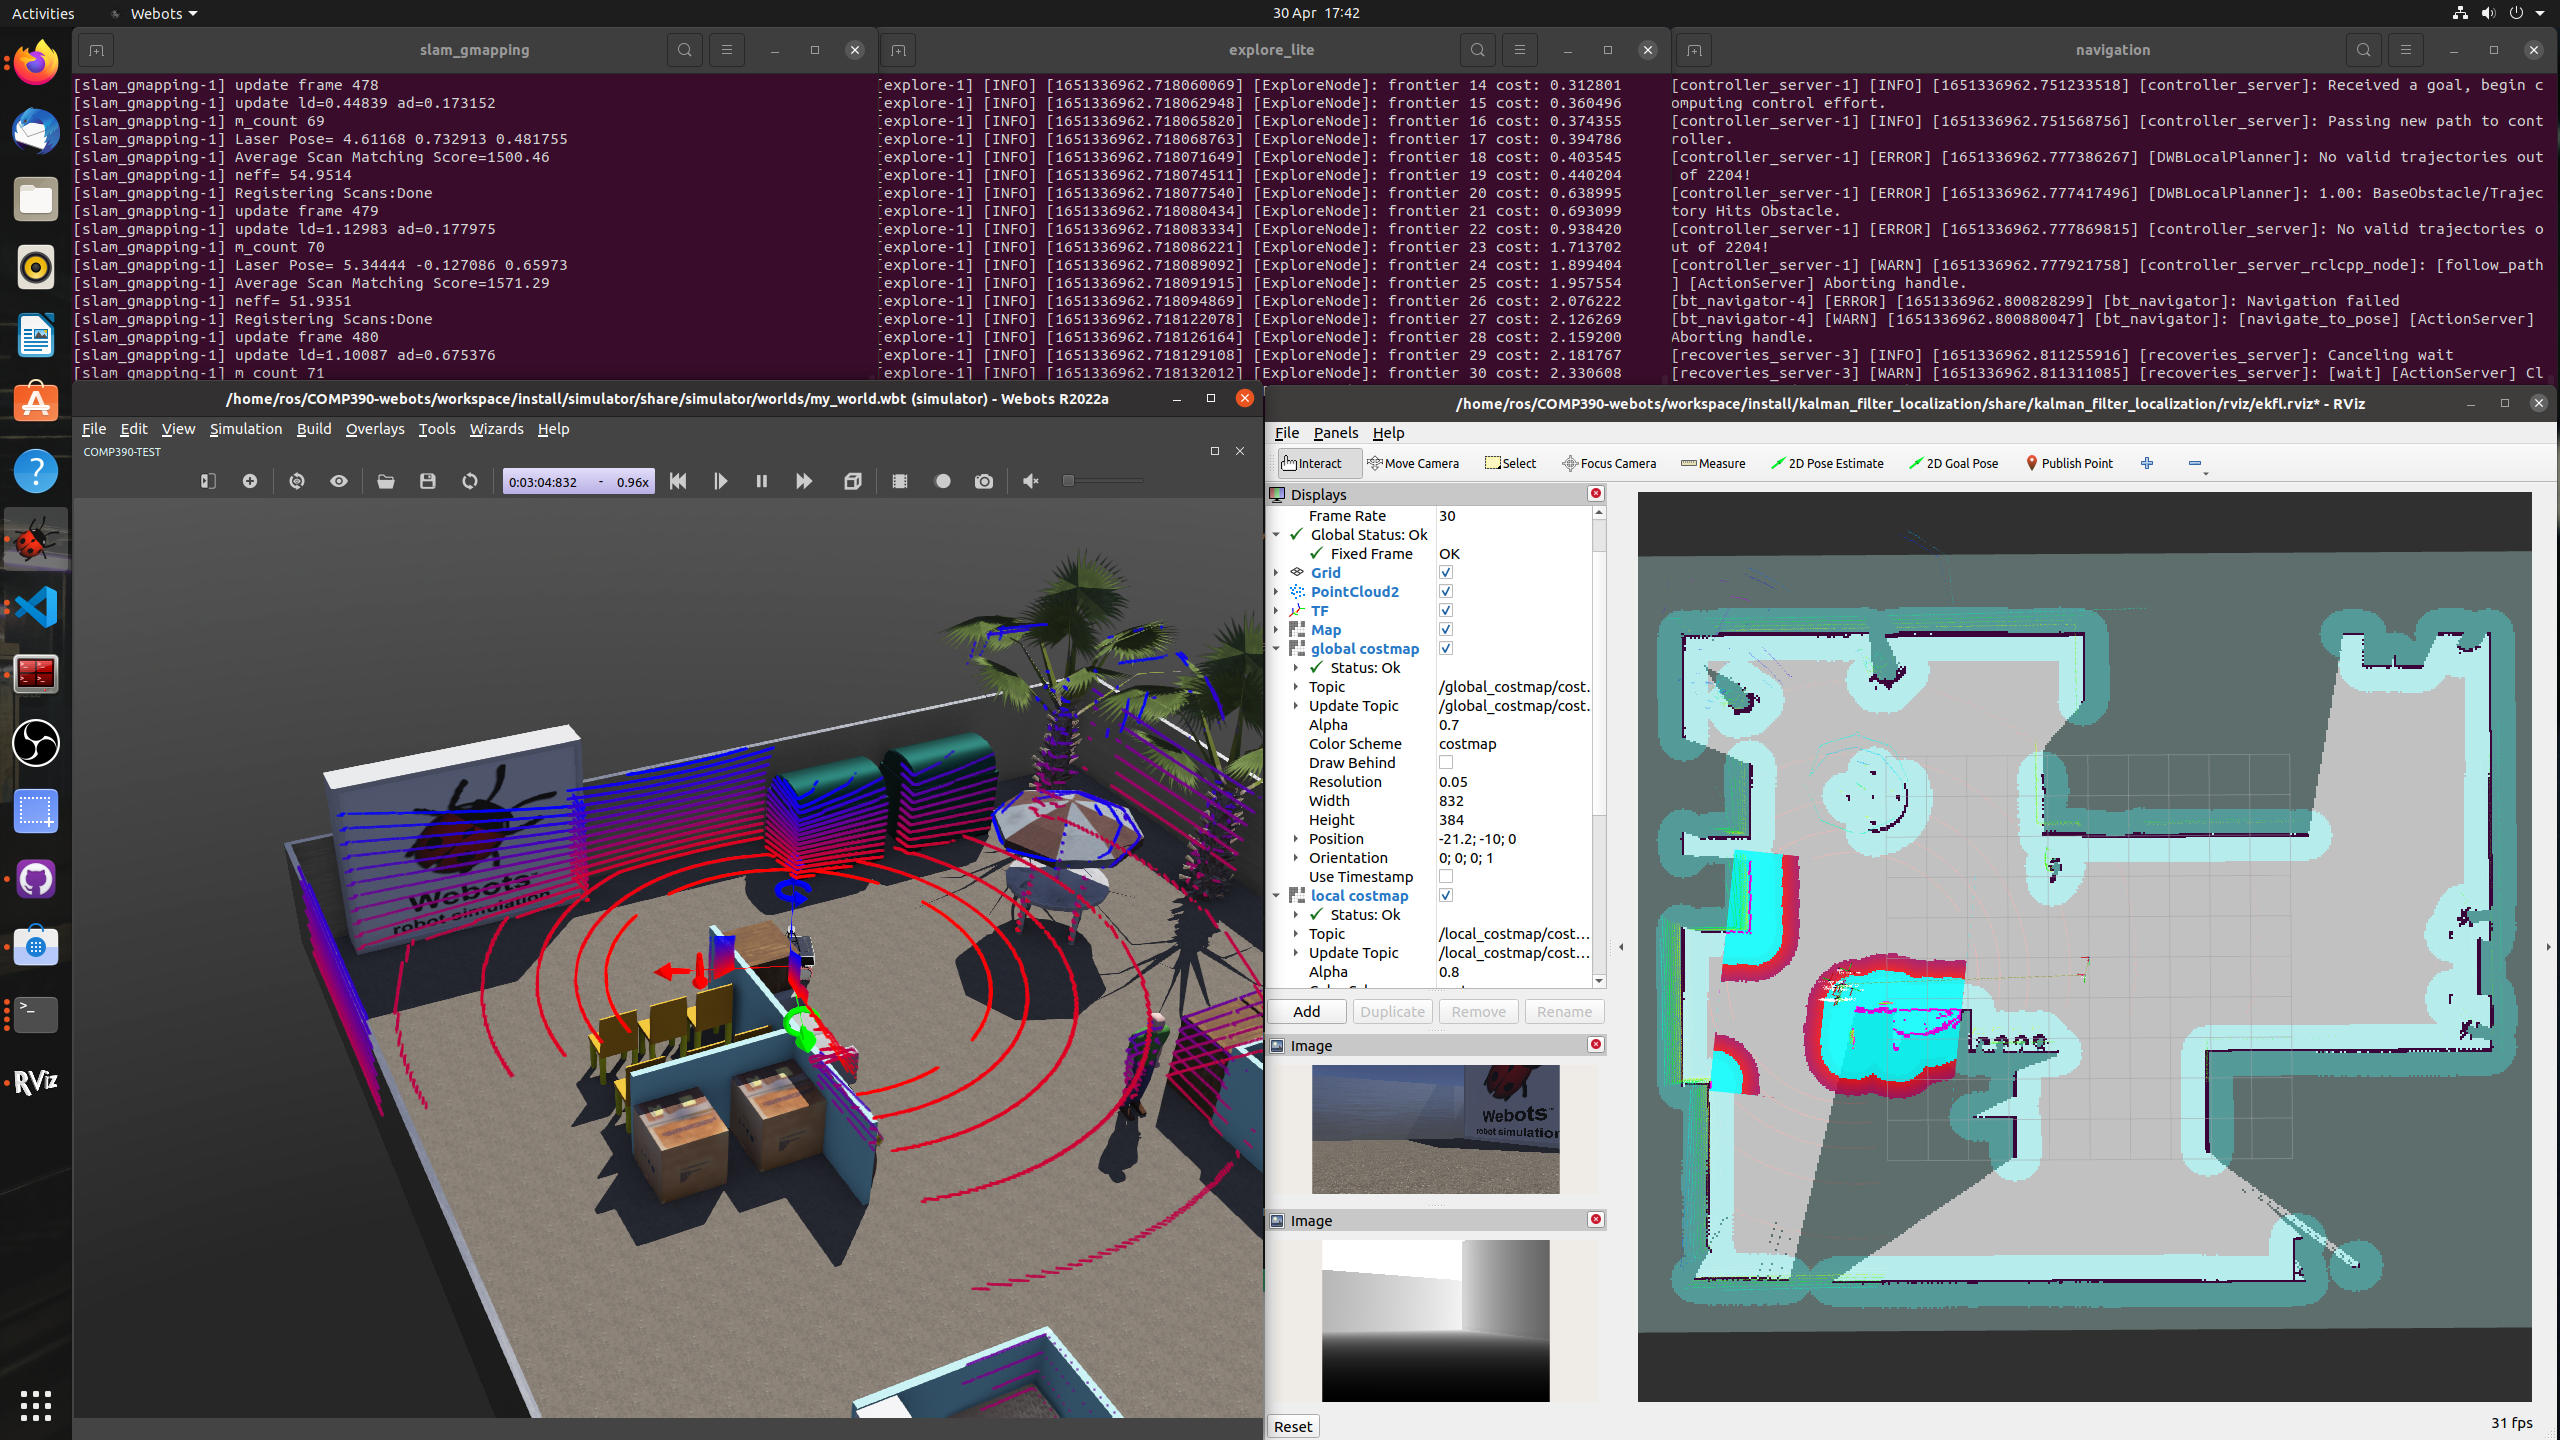 Activities
Webots
30 Apr 17:42
slam_gmapping
[slam_gmapping-1] update frame 478
[slam_gmapping-1] update ld=0.44839 ad=0.173152
[slam_gmapping-1] m_count 69
[slam_gmapping-1] Laser Pose= 4.61168 0.732913 0.481755
[slam_gmapping-1] Average Scan Matching Score=1500.46
[slam_gmapping-1] neff= 54.9514
[slam_gmapping-1] Registering Scans:Done
[slam_gmapping-1] update frame 479
[slam_gmapping-1] update ld=1.12983 ad=0.177975
[slam_gmapping-1] m_count 70
[slam_gmapping-1] Laser Pose= 5.34444 -0.127086 0.65973
[slam_gmapping-1] Average Scan Matching Score=1571.29
[slam_gmapping-1] neff= 51.9351
[slam_gmapping-1] Registering Scans:Done
[slam_gmapping-1] update frame 480
[slam_gmapping-1] update ld=1.10087 ad=0.675376
[slam_gmapping-1] m_count 71
explore_lite
[explore-1] [INFO] [1651336962.718060069] [ExploreNode]: frontier 14 cost: 0.312801
[explore-1] [INFO] [1651336962.718062948] [ExploreNode]: frontier 15 cost: 0.360496
[explore-1] [INFO] [1651336962.718065820] [ExploreNode]: frontier 16 cost: 0.374355
[explore-1] [INFO] [1651336962.718068763] [ExploreNode]: frontier 17 cost: 0.394786
[explore-1] [INFO] [1651336962.718071649] [ExploreNode]: frontier 18 cost: 0.403545
[explore-1] [INFO] [1651336962.718074511] [ExploreNode]: frontier 19 cost: 0.440204
[explore-1] [INFO] [1651336962.718077540] [ExploreNode]: frontier 20 cost: 0.638995
[explore-1] [INFO] [1651336962.718080434] [ExploreNode]: frontier 21 cost: 0.693099
[explore-1] [INFO] [1651336962.718083334] [ExploreNode]: frontier 22 cost: 0.938420
[explore-1] [INFO] [1651336962.718086221] [ExploreNode]: frontier 23 cost: 1.713702
[explore-1] [INFO] [1651336962.718089092] [ExploreNode]: frontier 24 cost: 1.899404
[explore-1] [INFO] [1651336962.718091915] [ExploreNode]: frontier 25 cost: 1.957554
[explore-1] [INFO] [1651336962.718094869] [ExploreNode]: frontier 26 cost: 2.076222
[explore-1] [INFO] [1651336962.718122078] [ExploreNode]: frontier 27 cost: 2.126269
[explore-1] [INFO] [1651336962.718126164] [ExploreNode]: frontier 28 cost: 2.159200
[explore-1] [INFO] [1651336962.718129108] [ExploreNode]: frontier 29 cost: 2.181767
[explore-1] [INFO] [1651336962.718132012] [ExploreNode]: frontier 30 cost: 2.330608
navigation
[controller_server-1] [INFO] [1651336962.751233518] [controller_server]: Received a goal, begin c
omputing control effort.
[controller_server-1] [INFO] [1651336962.751568756] [controller_server]: Passing new path to cont
roller.
[controller_server-1] [ERROR] [1651336962.777386267] [DWBLocalPlanner]: No valid trajectories out
of 2204!
[controller_server-1] [ERROR] [1651336962.777417496] [DWBLocalPlanner]: 1.00: BaseObstacle/Trajec
tory Hits Obstacle.
[controller_server-1] [ERROR] [1651336962.777869815] [controller_server]: No valid trajectories o
ut of 2204!
[controller_server-1] [WARN] [1651336962.777921758] [controller_server_rclcpp_node]: [follow_path
] [ActionServer] Aborting handle.
[bt_navigator-4] [ERROR] [1651336962.800828299] [bt_navigator]: Navigation failed
[bt_navigator-4] [WARN] [1651336962.800880047] [bt_navigator]: [navigate_to_pose] [ActionServer]
Aborting handle.
[recoveries_server-3] [INFO] [1651336962.811255916] [recoveries_server]: Canceling wait
[recoveries_server-3] [WARN] [1651336962.811311085] [recoveries_server]: [wait] [ActionServer] Cl
/home/ros/COMP390-webots/workspace/install/simulator/share/simulator/worlds/my_world.wbt (simulator) - Webots R2022a
File Edit View Simulation Build Overlays Tools Wizards Help
COMP390-TEST
0:03:04:832 - 0.96x
Webots™
robot simulation
/home/ros/COMP390-webots/workspace/install/kalman_filter_localization/share/kalman_filter_localization/rviz/ekfl.rviz* - RViz
File Panels Help
Interact Move Camera Select Focus Camera Measure 2D Pose Estimate 2D Goal Pose Publish Point
Displays
Frame Rate 30
Global Status: Ok
Fixed Frame OK
Grid
PointCloud2
TF
Map
global costmap
Status: Ok
Topic /global_costmap/cost.
Update Topic /global_costmap/cost.
Alpha 0.7
Color Scheme costmap
Draw Behind
Resolution 0.05
Width 832
Height 384
Position -21.2; -10; 0
Orientation 0; 0; 0; 1
Use Timestamp
local costmap
Status: Ok
Topic /local_costmap/cost...
Update Topic /local_costmap/cost...
Alpha 0.8
Add Duplicate Remove Rename
Image
Webots™
robot simulation
Image
Reset
31 fps
RViz